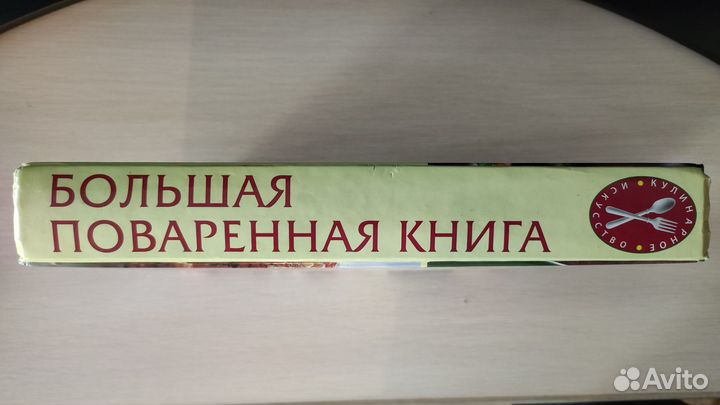 БОЛЬШАЯ
ПОВАРЕННАЯ КНИГА
КУЛИНАРНОЕ
ИСКУССТВО
Avito